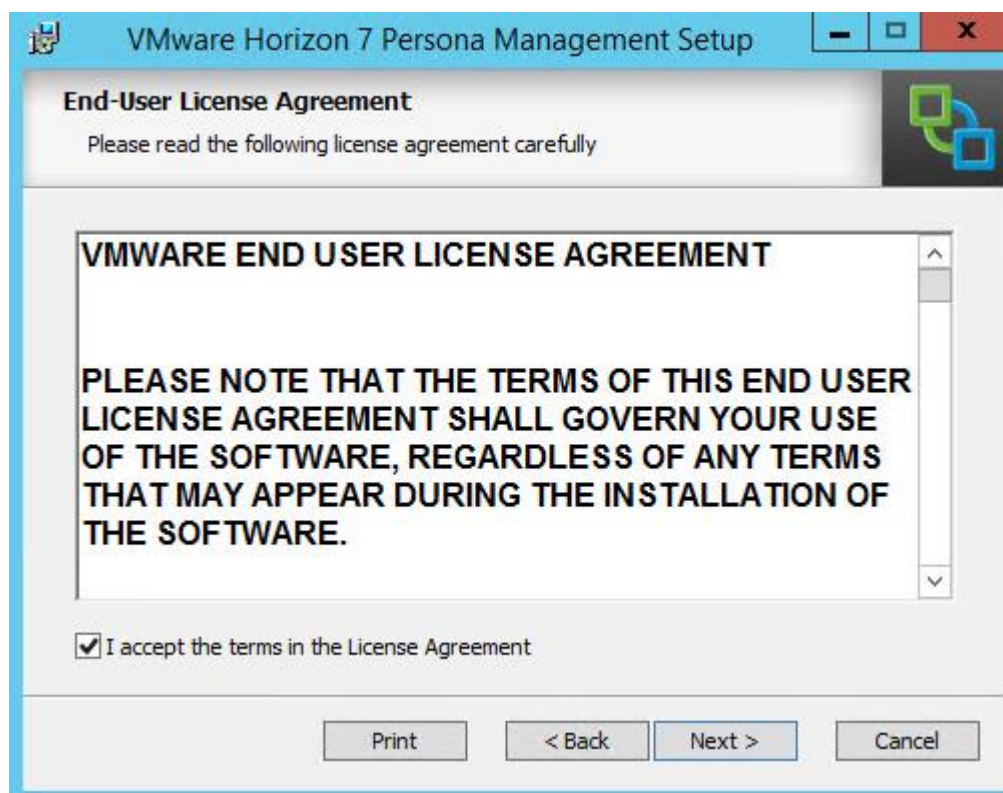 VMware Horizon 7 Persona Management Setup
End-User License Agreement
Please read the following license agreement carefully
VMWARE END USER LICENSE AGREEMENT
PLEASE NOTE THAT THE TERMS OF THIS END USER
LICENSE AGREEMENT SHALL GOVERN YOUR USE
OF THE SOFTWARE, REGARDLESS OF ANY TERMS
THAT MAY APPEAR DURING THE INSTALLATION OF
THE SOFTWARE.
I accept the terms in the License Agreement
Print < Back Next > Cancel